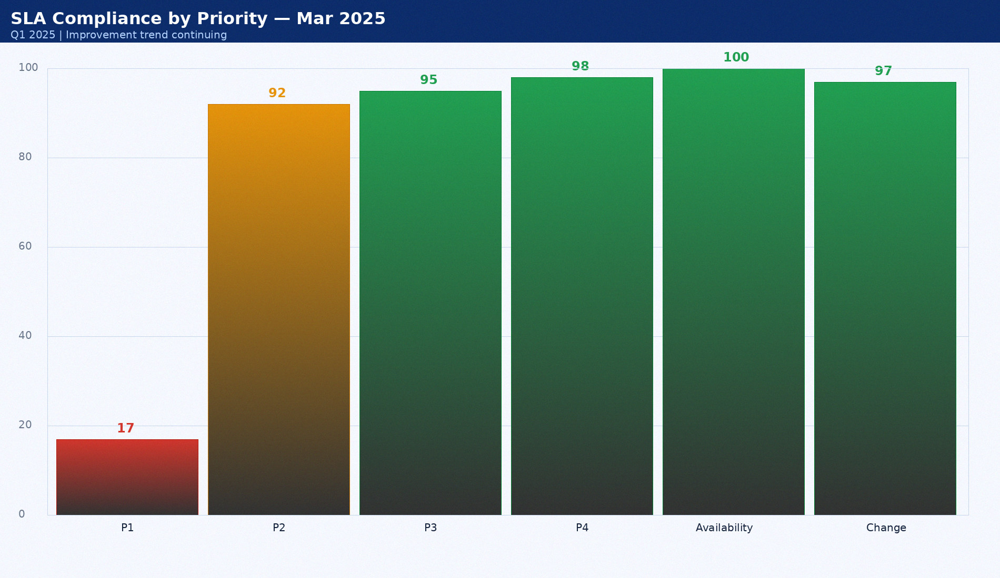 SLA Compliance by Priority — Mar 2025
Q1 2025 | Improvement trend continuing
100
80
60
40
20
0
17
92
95
98
100
97
P1
P2
P3
P4
Availability
Change